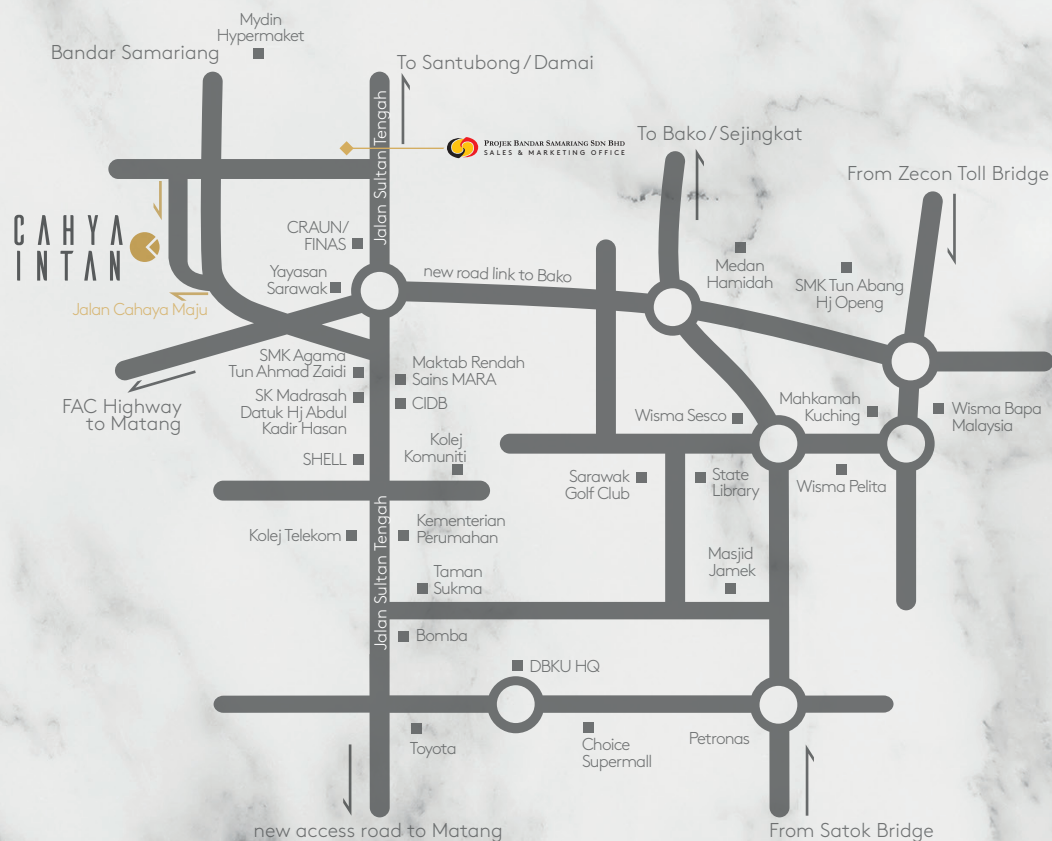 Mydin
Hypermaket
Bandar Samariang
To Santubong / Damai
Jalan Sultan Tengah
PROJEK BANDAR SAMARIANG SDN BHD
SALES & MARKETING OFFICE
To Bako / Sejingkat
From Zecon Toll Bridge
CAHYA
INTAN
CRAUN/
FINAS
Yayasan
Sarawak
new road link to Bako
Medan
Hamidah
SMK Tun Abang
Hj Openg
Jalan Cahaya Maju
SMK Agama
Tun Ahmad Zaidi
Maktab Rendah
Sains MARA
SK Madrasah
Datuk Hj Abdul
Kadir Hasan
CIDB
FAC Highway
to Matang
Wisma Sesco
Mahkamah
Kuching
Wisma Bapa
Malaysia
SHELL
Kolej
Komuniti
Sarawak
Golf Club
State
Library
Wisma Pelita
Jalan Sultan Tengah
Kolej Telekom
Kementerian
Perumahan
Taman
Sukma
Masjid
Jamek
Bomba
DBKU HQ
Toyota
Choice
Supermall
Petronas
new access road to Matang
From Satok Bridge